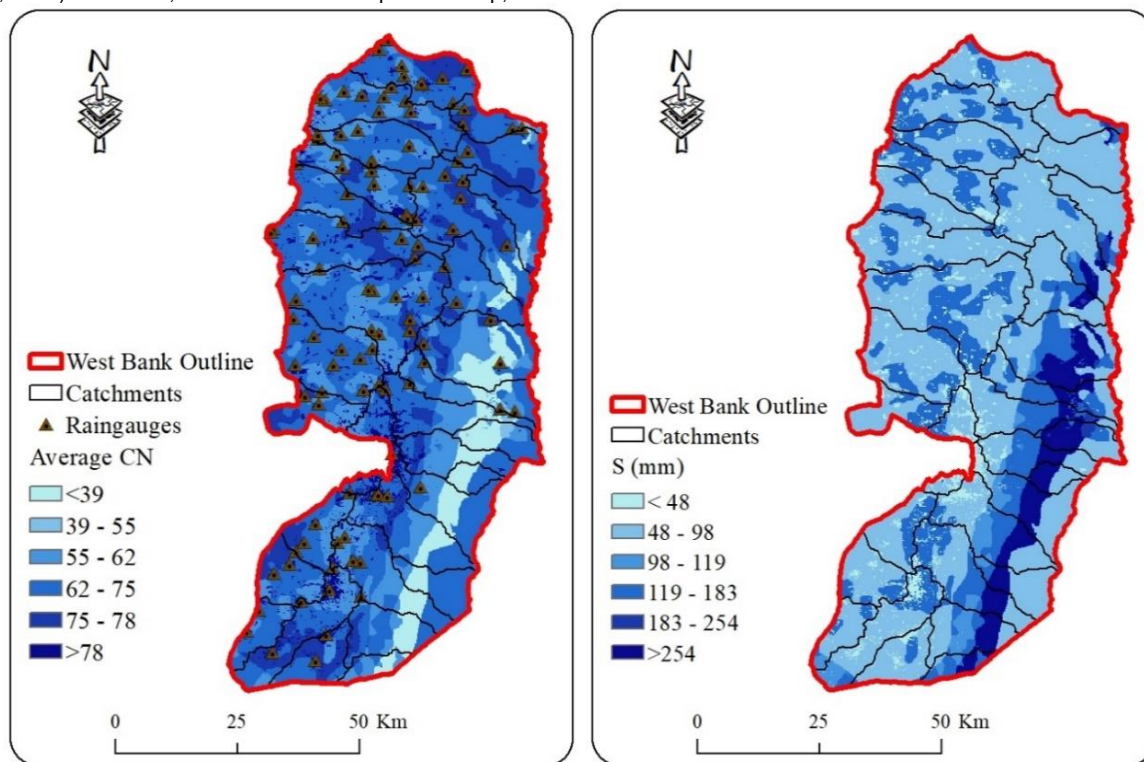 N
West Bank Outline
Catchments
Raingauges
Average CN
<39
39 - 55
55 - 62
62 - 75
75 - 78
>78
0 25 50 Km
N
West Bank Outline
Catchments
S (mm)
< 48
48 - 98
98 - 119
119 - 183
183 - 254
>254
0 25 50 Km